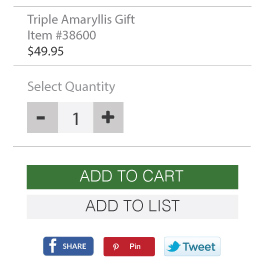 Triple Amaryllis Gift
Item #38600
$49.95
Select Quantity
- 1 +
ADD TO CART
ADD TO LIST
SHARE Pin Tweet